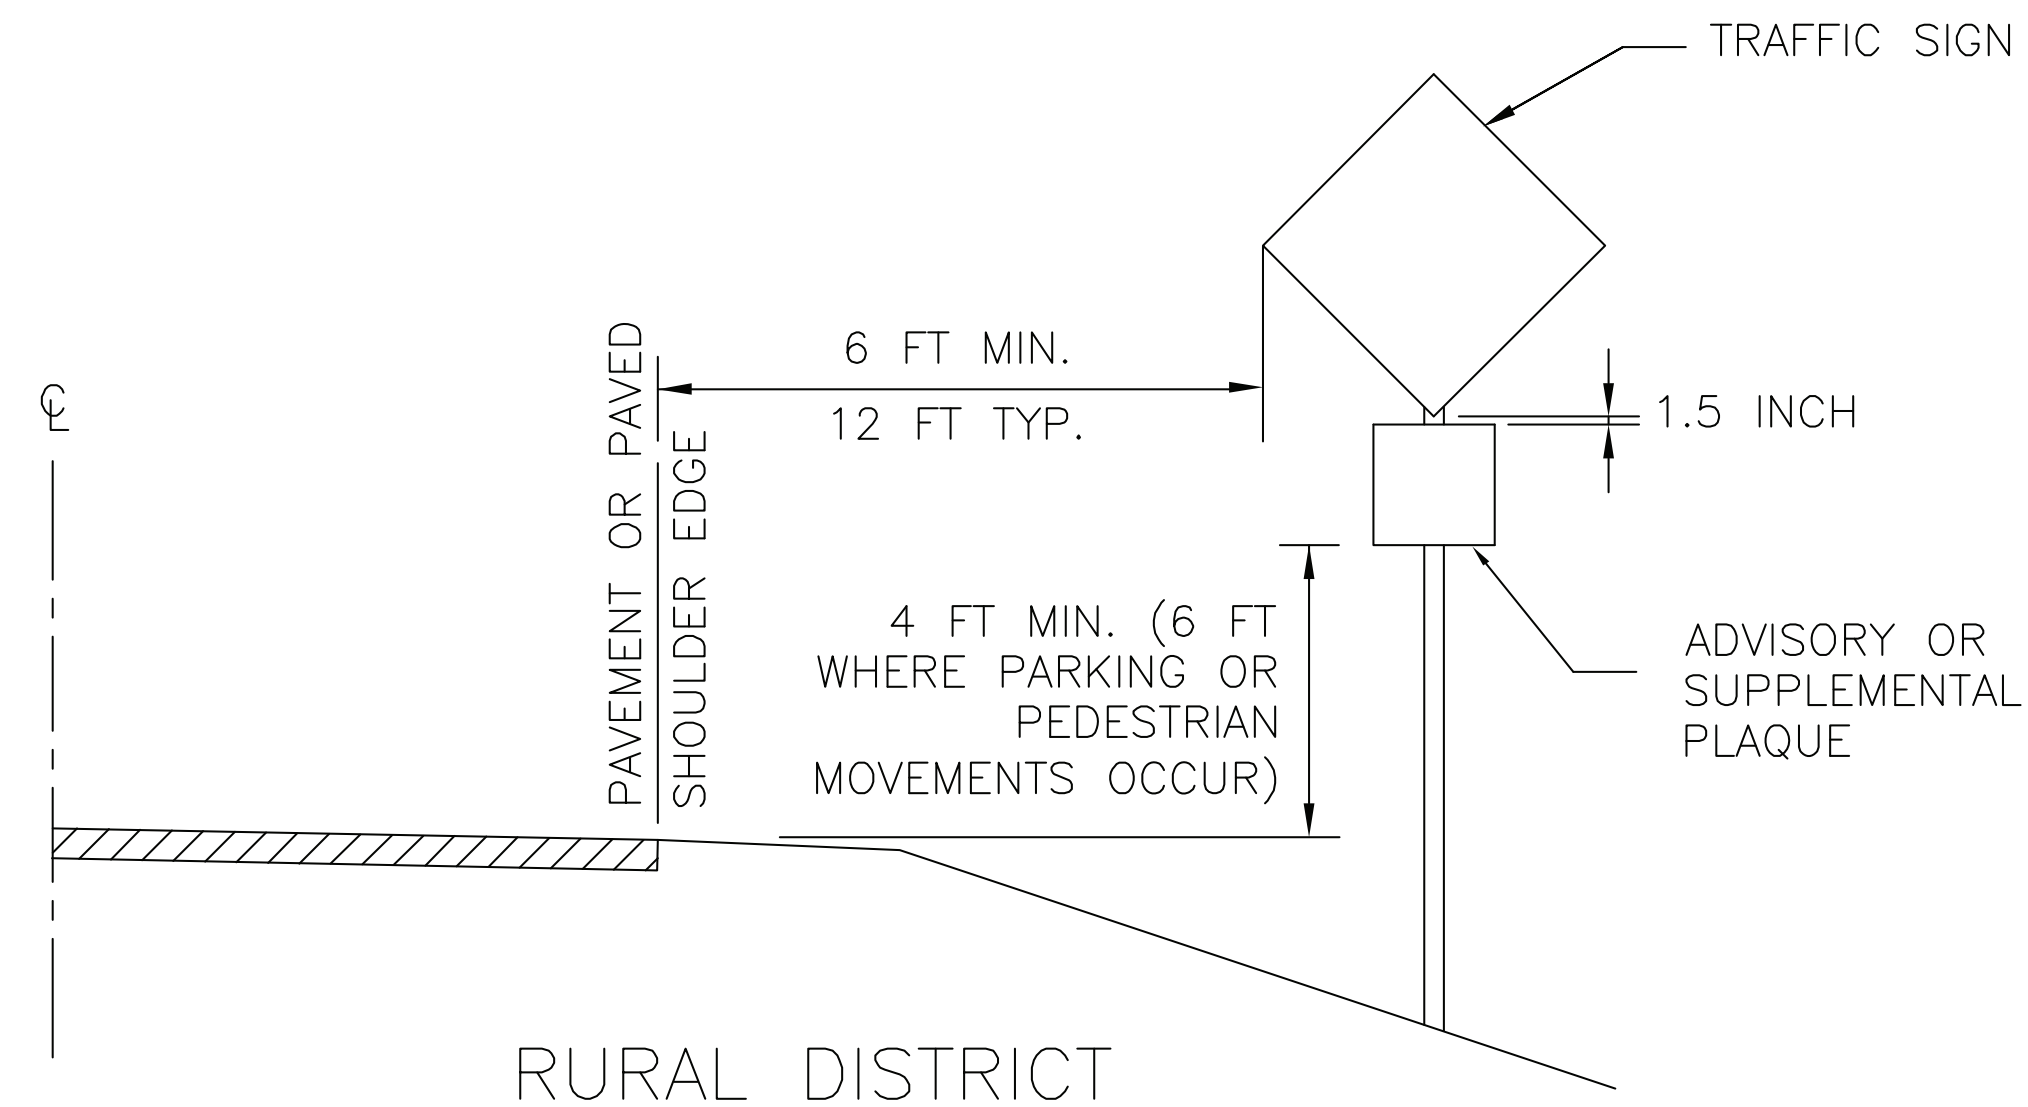 TRAFFIC SIGN
6 FT MIN.
12 FT TYP.
℄
1.5 INCH
PAVEMENT OR PAVED
SHOULDER EDGE
4 FT MIN. (6 FT
WHERE PARKING OR
PEDESTRIAN
MOVEMENTS OCCUR)
ADVISORY OR
SUPPLEMENTAL
PLAQUE
RURAL DISTRICT